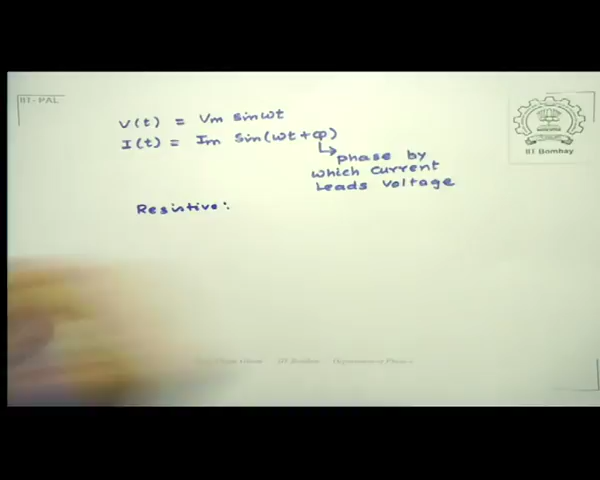 IIT-PAL
V(t) = Vm sinωt
I(t) = Im sin(ωt+φ)
↳ phase by
which current
Leads voltage
Resistive:
IIT Bombay